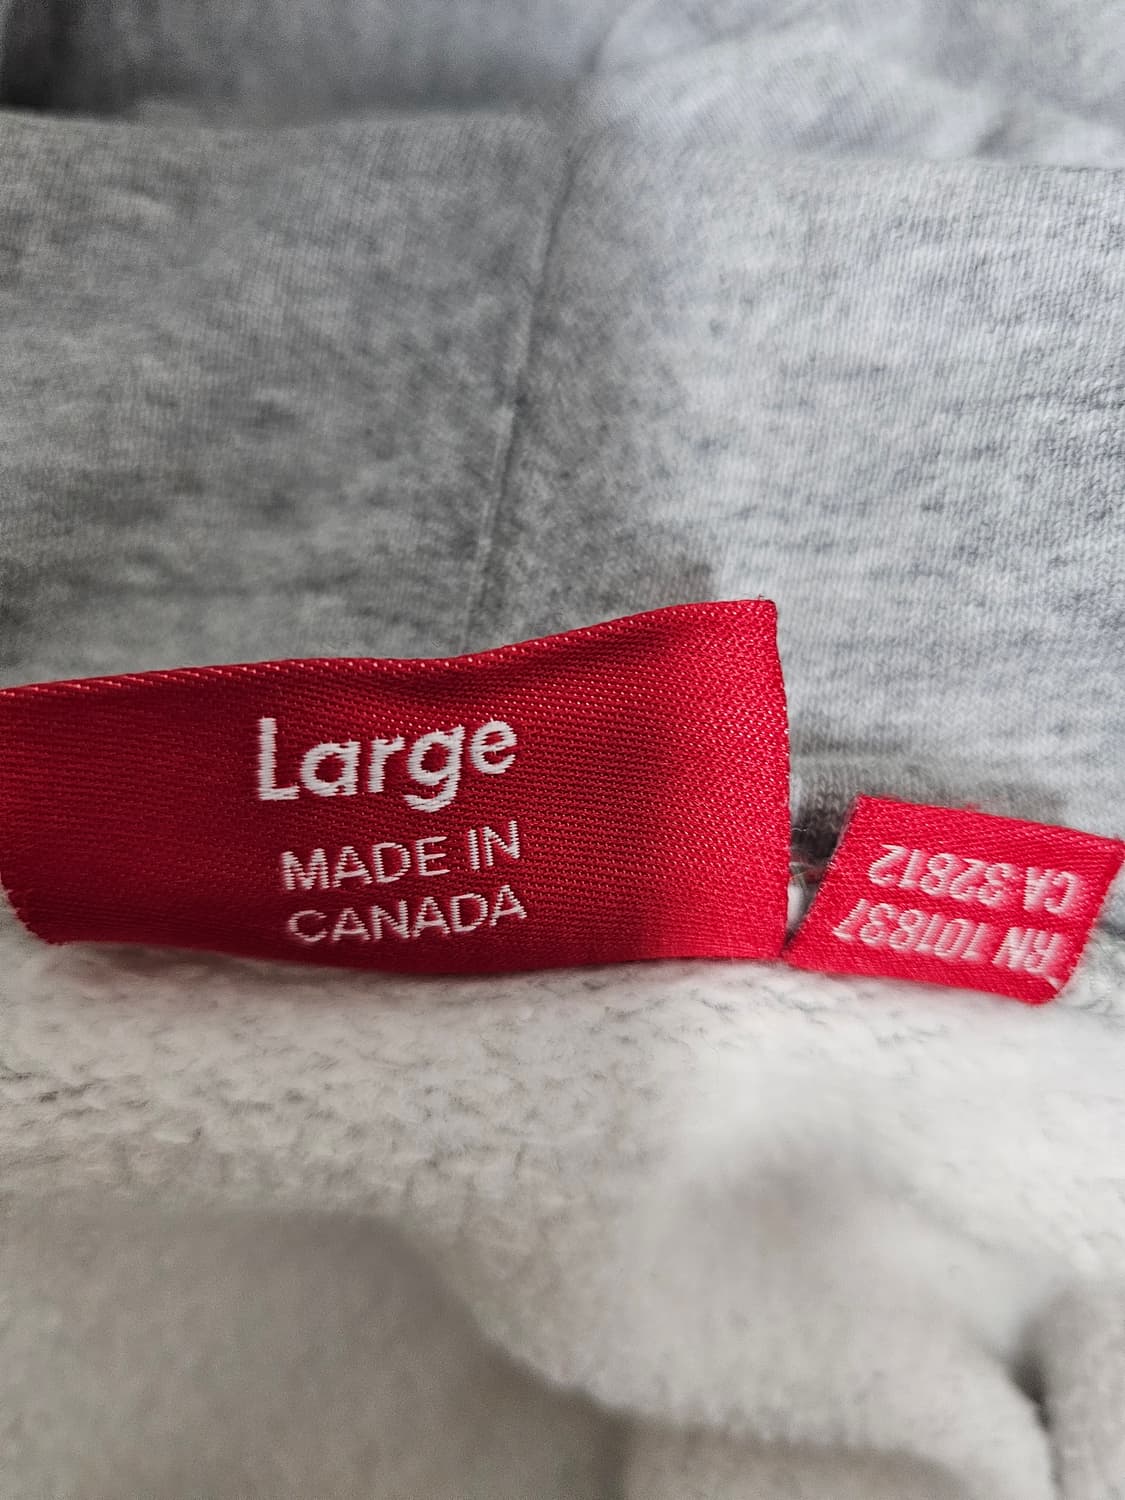 Large
MADE IN
CANADA
RN 101837
CA 32812